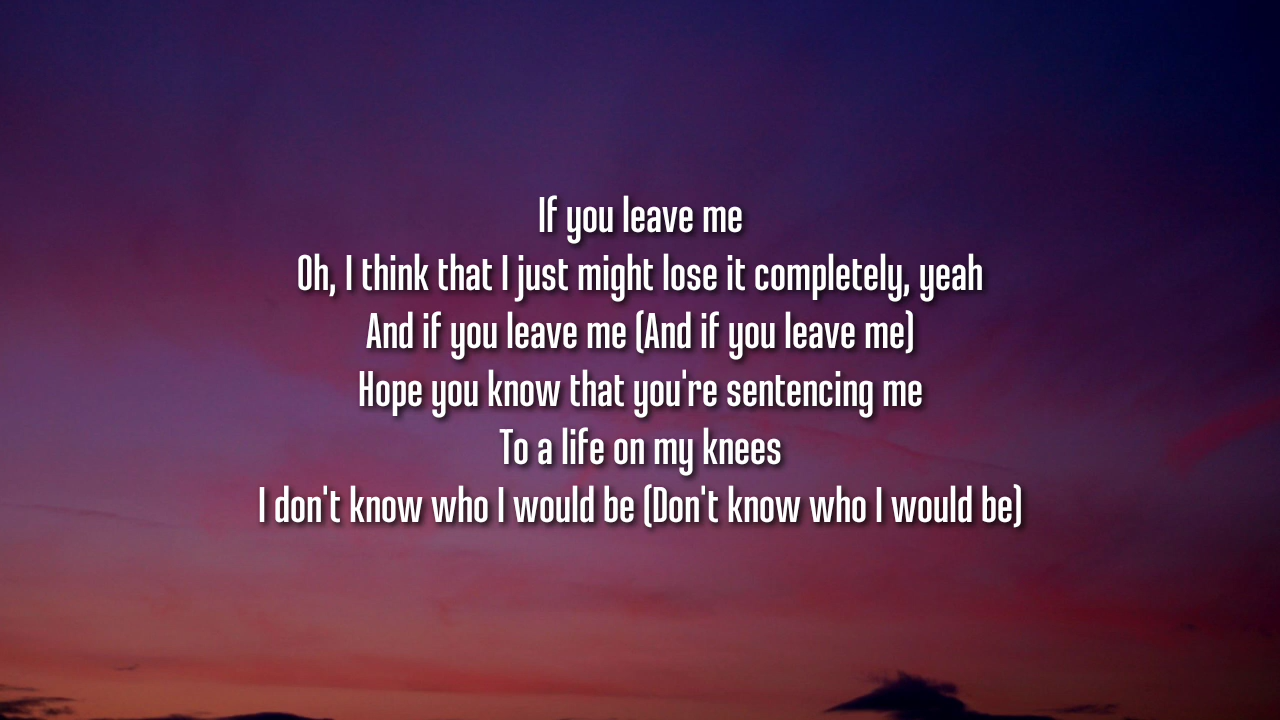 If you leave me
Oh, I think that I just might lose it completely, yeah
And if you leave me (And if you leave me)
Hope you know that you're sentencing me
To a life on my knees
I don't know who I would be (Don't know who I would be)